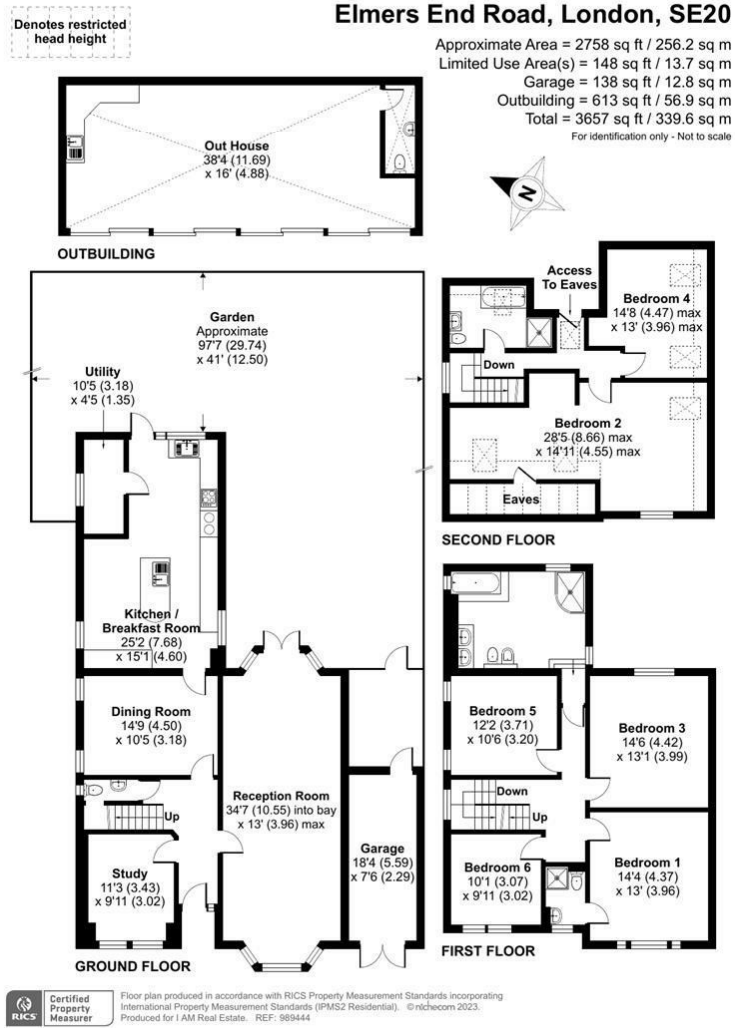 Denotes restricted
head height
Elmers End Road, London, SE20
Approximate Area = 2758 sq ft / 256.2 sq m
Limited Use Area(s) = 148 sq ft / 13.7 sq m
Garage = 138 sq ft / 12.8 sq m
Outbuilding = 613 sq ft / 56.9 sq m
Total = 3657 sq ft / 339.6 sq m
For identification only - Not to scale
N
Out House
38'4 (11.69)
x 16' (4.88)
OUTBUILDING
Garden
Approximate
97'7 (29.74)
x 41' (12.50)
Utility
10'5 (3.18)
x 4'5 (1.35)
Kitchen /
Breakfast Room
25'2 (7.68)
x 15'1 (4.60)
Dining Room
14'9 (4.50)
x 10'5 (3.18)
Up
Reception Room
34'7 (10.55) into bay
x 13' (3.96) max
Study
11'3 (3.43)
x 9'11 (3.02)
Garage
18'4 (5.59)
x 7'6 (2.29)
GROUND FLOOR
Access
To Eaves
Bedroom 4
14'8 (4.47) max
x 13' (3.96) max
Down
Bedroom 2
28'5 (8.66) max
x 14'11 (4.55) max
Eaves
SECOND FLOOR
Bedroom 5
12'2 (3.71)
x 10'6 (3.20)
Bedroom 3
14'6 (4.42)
x 13'1 (3.99)
Down
Up
Bedroom 6
10'1 (3.07)
x 9'11 (3.02)
Bedroom 1
14'4 (4.37)
x 13' (3.96)
FIRST FLOOR
RICS
Certified
Property
Measurer
Floor plan produced in accordance with RICS Property Measurement Standards incorporating
International Property Measurement Standards (IPMS2 Residential). © nichecom 2023.
Produced for I AM Real Estate. REF: 989444